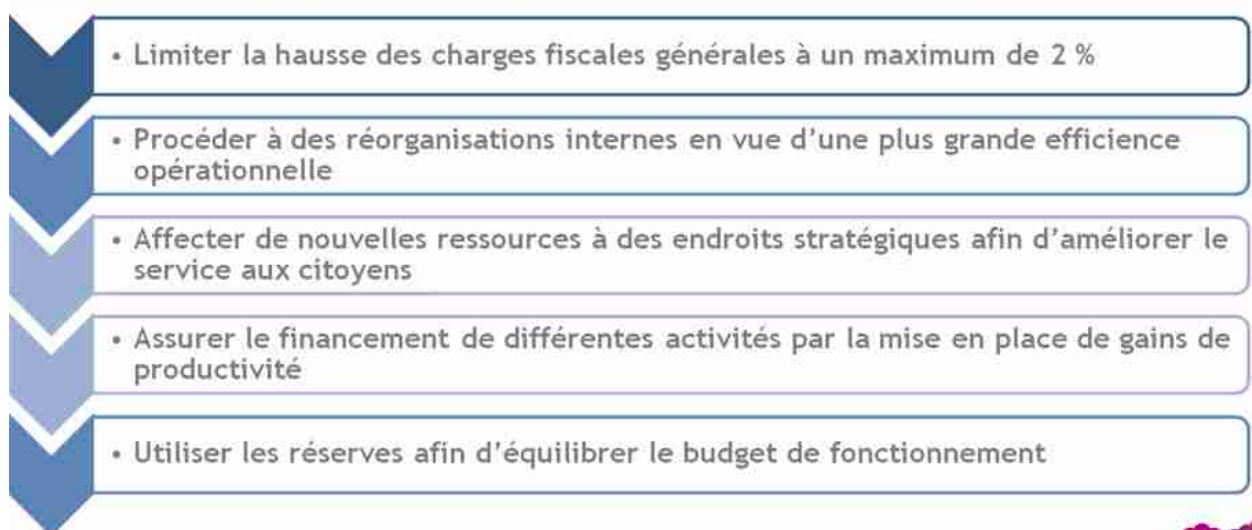 • Limiter la hausse des charges fiscales générales à un maximum de 2 %
• Procéder à des réorganisations internes en vue d'une plus grande efficience
opérationnelle
• Affecter de nouvelles ressources à des endroits stratégiques afin d'améliorer le
service aux citoyens
• Assurer le financement de différentes activités par la mise en place de gains de
productivité
• Utiliser les réserves afin d'équilibrer le budget de fonctionnement